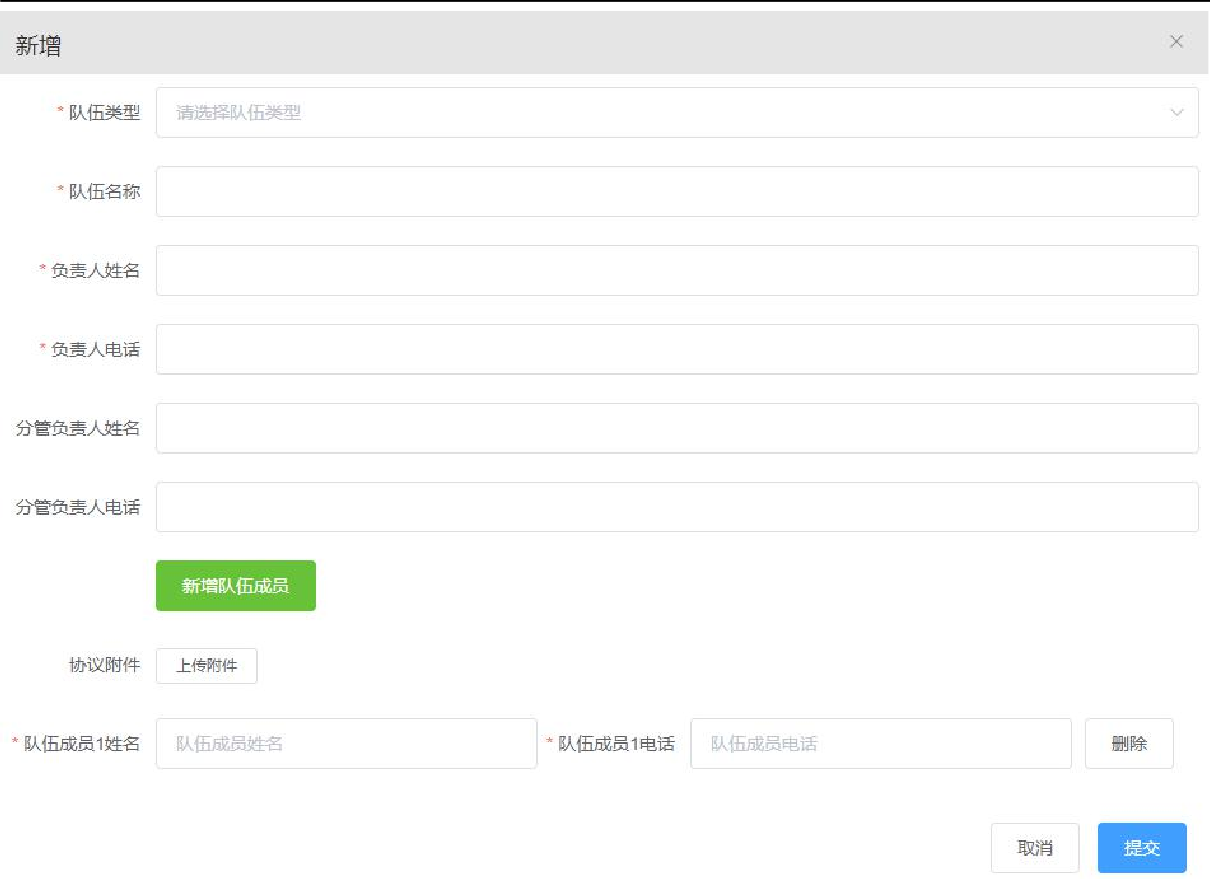 新增
* 队伍类型 请选择队伍类型
* 队伍名称
* 负责人姓名
* 负责人电话
分管负责人姓名
分管负责人电话
新增队伍成员
协议附件 上传附件
* 队伍成员1姓名 队伍成员姓名 * 队伍成员1电话 队伍成员电话 删除
取消 提交